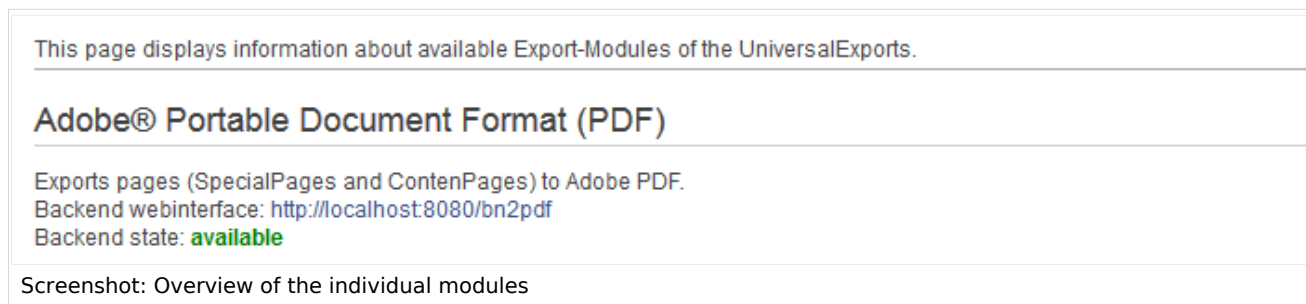 This page displays information about available Export-Modules of the UniversalExports.
Adobe® Portable Document Format (PDF)
Exports pages (SpecialPages and ContenPages) to Adobe PDF.
Backend webinterface: http://localhost:8080/bn2pdf
Backend state: available
Screenshot: Overview of the individual modules